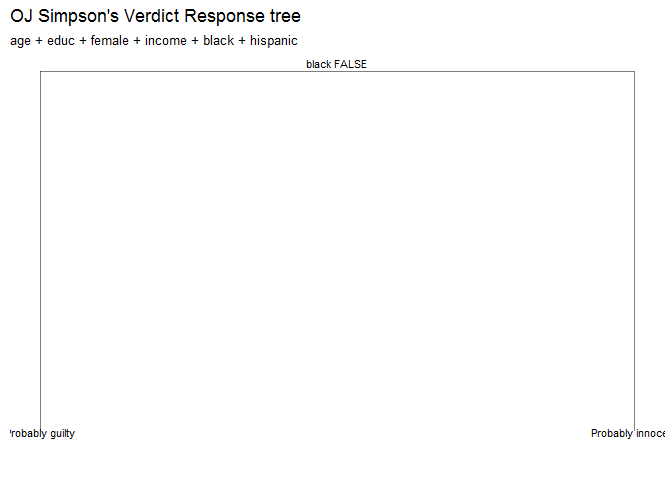 OJ Simpson's Verdict Response tree
age + educ + female + income + black + hispanic
black FALSE
robably guilty
Probably innoce